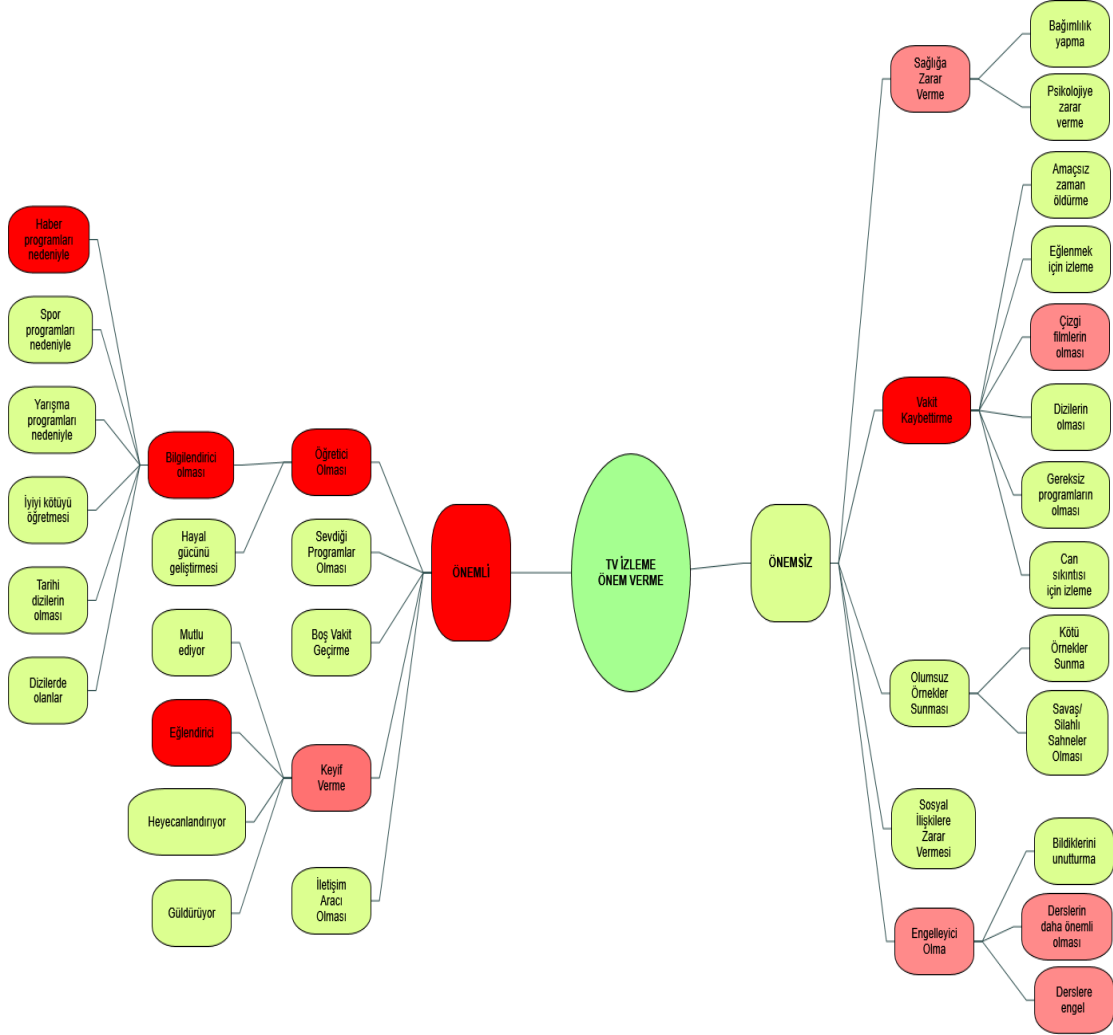 TV İZLEME
ÖNEM VERME
ÖNEMLİ
Öğretici
Olması
Bilgilendirici
olması
Haber
programları
nedeniyle
Spor
programları
nedeniyle
Yarışma
programları
nedeniyle
İyiyi kötüyü
öğretmesi
Tarihi
dizilerin
olması
Dizilerde
olanlar
Hayal
gücünü
geliştirmesi
Sevdiği
Programlar
Olması
Boş Vakit
Geçirme
Keyif
Verme
Mutlu
ediyor
Eğlendirici
Heyecanlandırıyor
Güldürüyor
İletişim
Aracı
Olması
ÖNEMSİZ
Sağlığa
Zarar
Verme
Bağımlılık
yapma
Psikolojiye
zarar
verme
Vakit
Kaybettirme
Amaçsız
zaman
öldürme
Eğlenmek
için izleme
Çizgi
filmlerin
olması
Dizilerin
olması
Gereksiz
programların
olması
Can
sıkıntısı
için izleme
Olumsuz
Örnekler
Sunması
Kötü
Örnekler
Sunma
Savaş/
Silahlı
Sahneler
Olması
Sosyal
İlişkilere
Zarar
Vermesi
Engelleyici
Olma
Bildiklerini
unutturma
Derslerin
daha önemli
olması
Derslere
engel